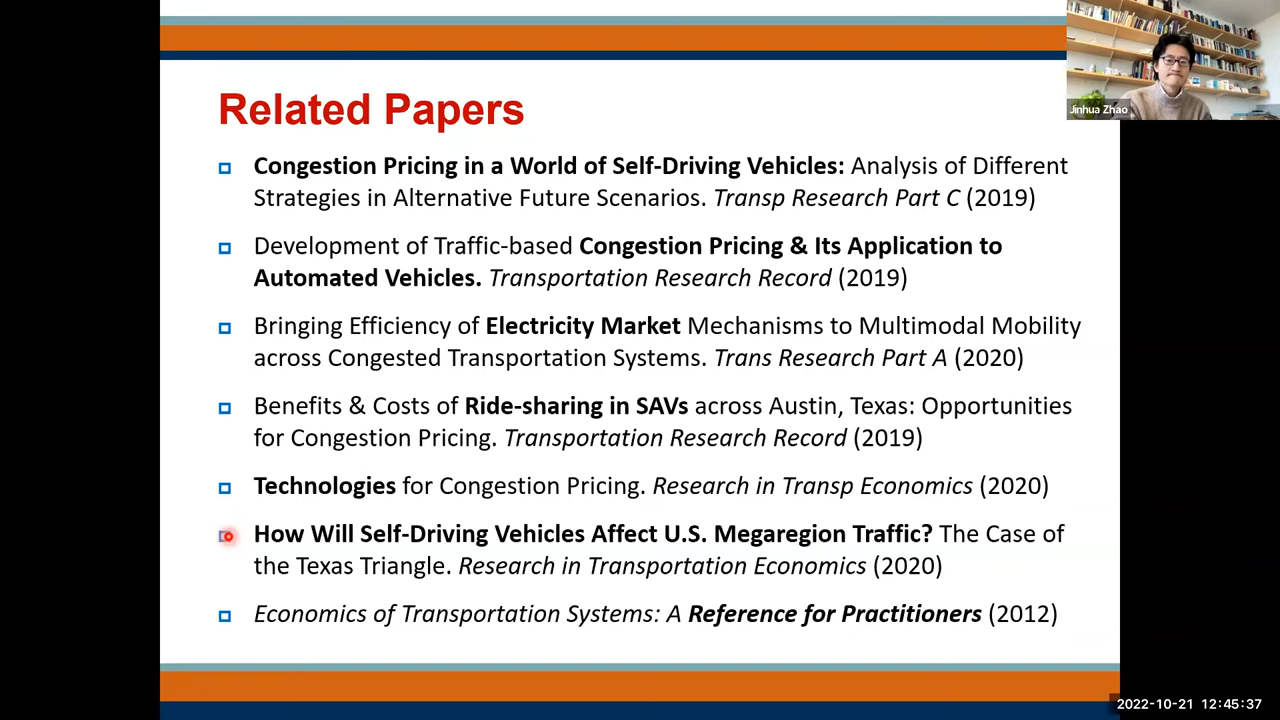 Related Papers
Congestion Pricing in a World of Self-Driving Vehicles: Analysis of Different
Strategies in Alternative Future Scenarios. Transp Research Part C (2019)
Development of Traffic-based Congestion Pricing & Its Application to
Automated Vehicles. Transportation Research Record (2019)
Bringing Efficiency of Electricity Market Mechanisms to Multimodal Mobility
across Congested Transportation Systems. Trans Research Part A (2020)
Benefits & Costs of Ride-sharing in SAVs across Austin, Texas: Opportunities
for Congestion Pricing. Transportation Research Record (2019)
Technologies for Congestion Pricing. Research in Transp Economics (2020)
How Will Self-Driving Vehicles Affect U.S. Megaregion Traffic? The Case of
the Texas Triangle. Research in Transportation Economics (2020)
Economics of Transportation Systems: A Reference for Practitioners (2012)
Jinhua Zhao
2022-10-21 12:45:37